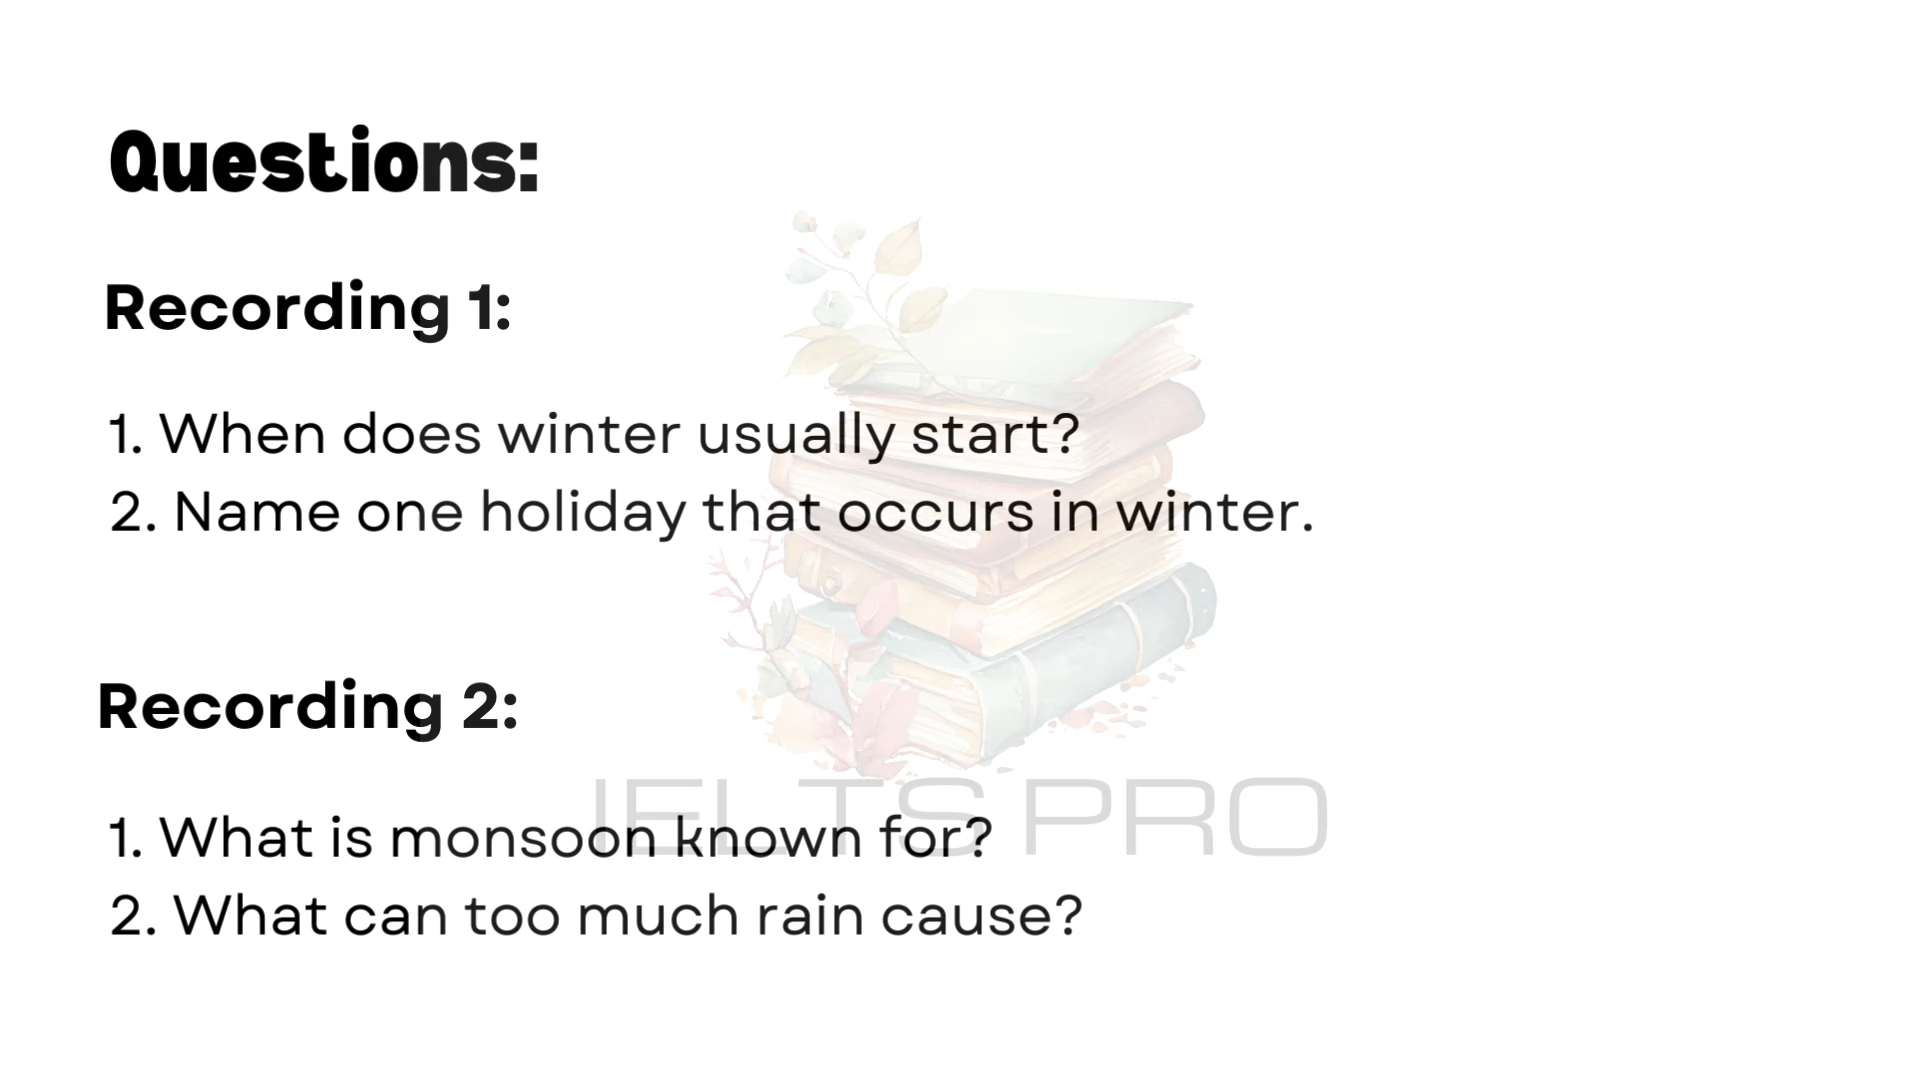 Questions:
Recording 1:
1. When does winter usually start?
2. Name one holiday that occurs in winter.
Recording 2:
1. What is monsoon known for?
2. What can too much rain cause?
IELTS PRO